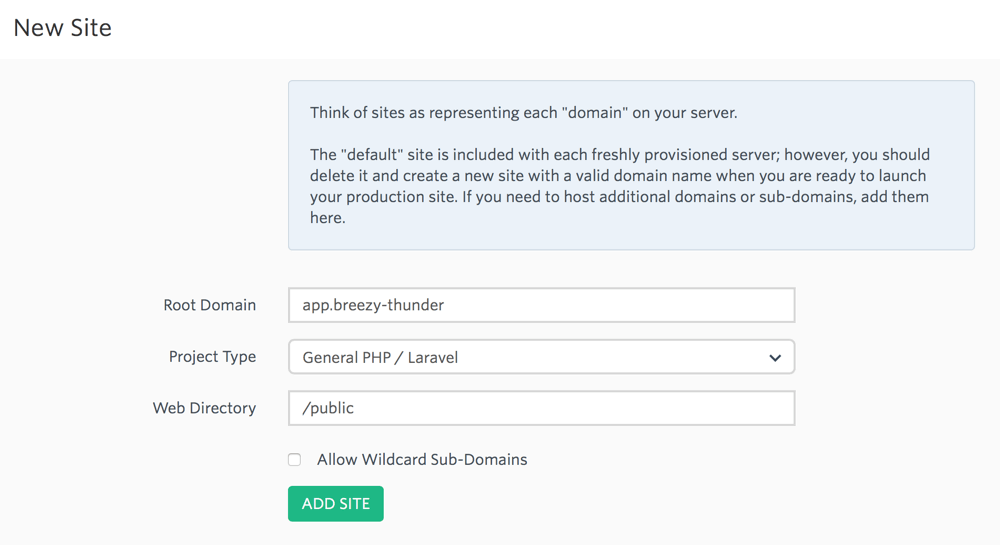 New Site
Think of sites as representing each "domain" on your server.
The "default" site is included with each freshly provisioned server; however, you should
delete it and create a new site with a valid domain name when you are ready to launch
your production site. If you need to host additional domains or sub-domains, add them
here.
Root Domain
app.breezy-thunder
Project Type
General PHP / Laravel
Web Directory
/public
Allow Wildcard Sub-Domains
ADD SITE